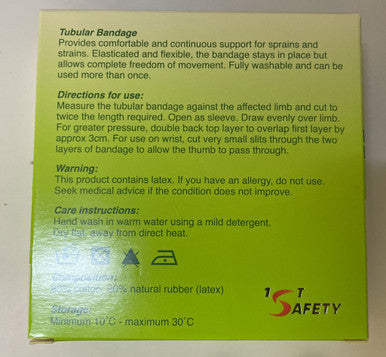 Tubular Bandage
Provides comfortable and continuous support for sprains and
strains. Elasticated and flexible, the bandage stays in place but
allows complete freedom of movement. Fully washable and can be
used more than once.
Directions for use:
Measure the tubular bandage against the affected limb and cut to
twice the length required. Open as sleeve. Draw evenly over limb.
For greater pressure, double back top layer to overlap first layer by
approx 3cm. For use on wrist, cut very small slits through the two
layers of bandage to allow the thumb to pass through.
Warning:
This product contains latex. If you have an allergy, do not use.
Seek medical advice if the condition does not improve.
Care instructions:
Hand wash in warm water using a mild detergent.
Dry flat, away from direct heat.
Composition:
80% cotton, 20% natural rubber (latex)
Storage:
Minimum 10°C - maximum 30°C
1ST
SAFETY